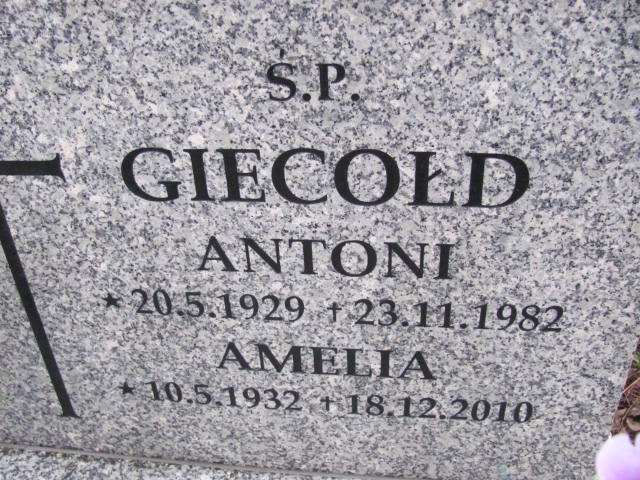 Ś.P.
GIECOŁD
ANTONI
★ 20.5.1929 † 23.11.1982
AMELIA
★ 10.5.1932 † 18.12.2010